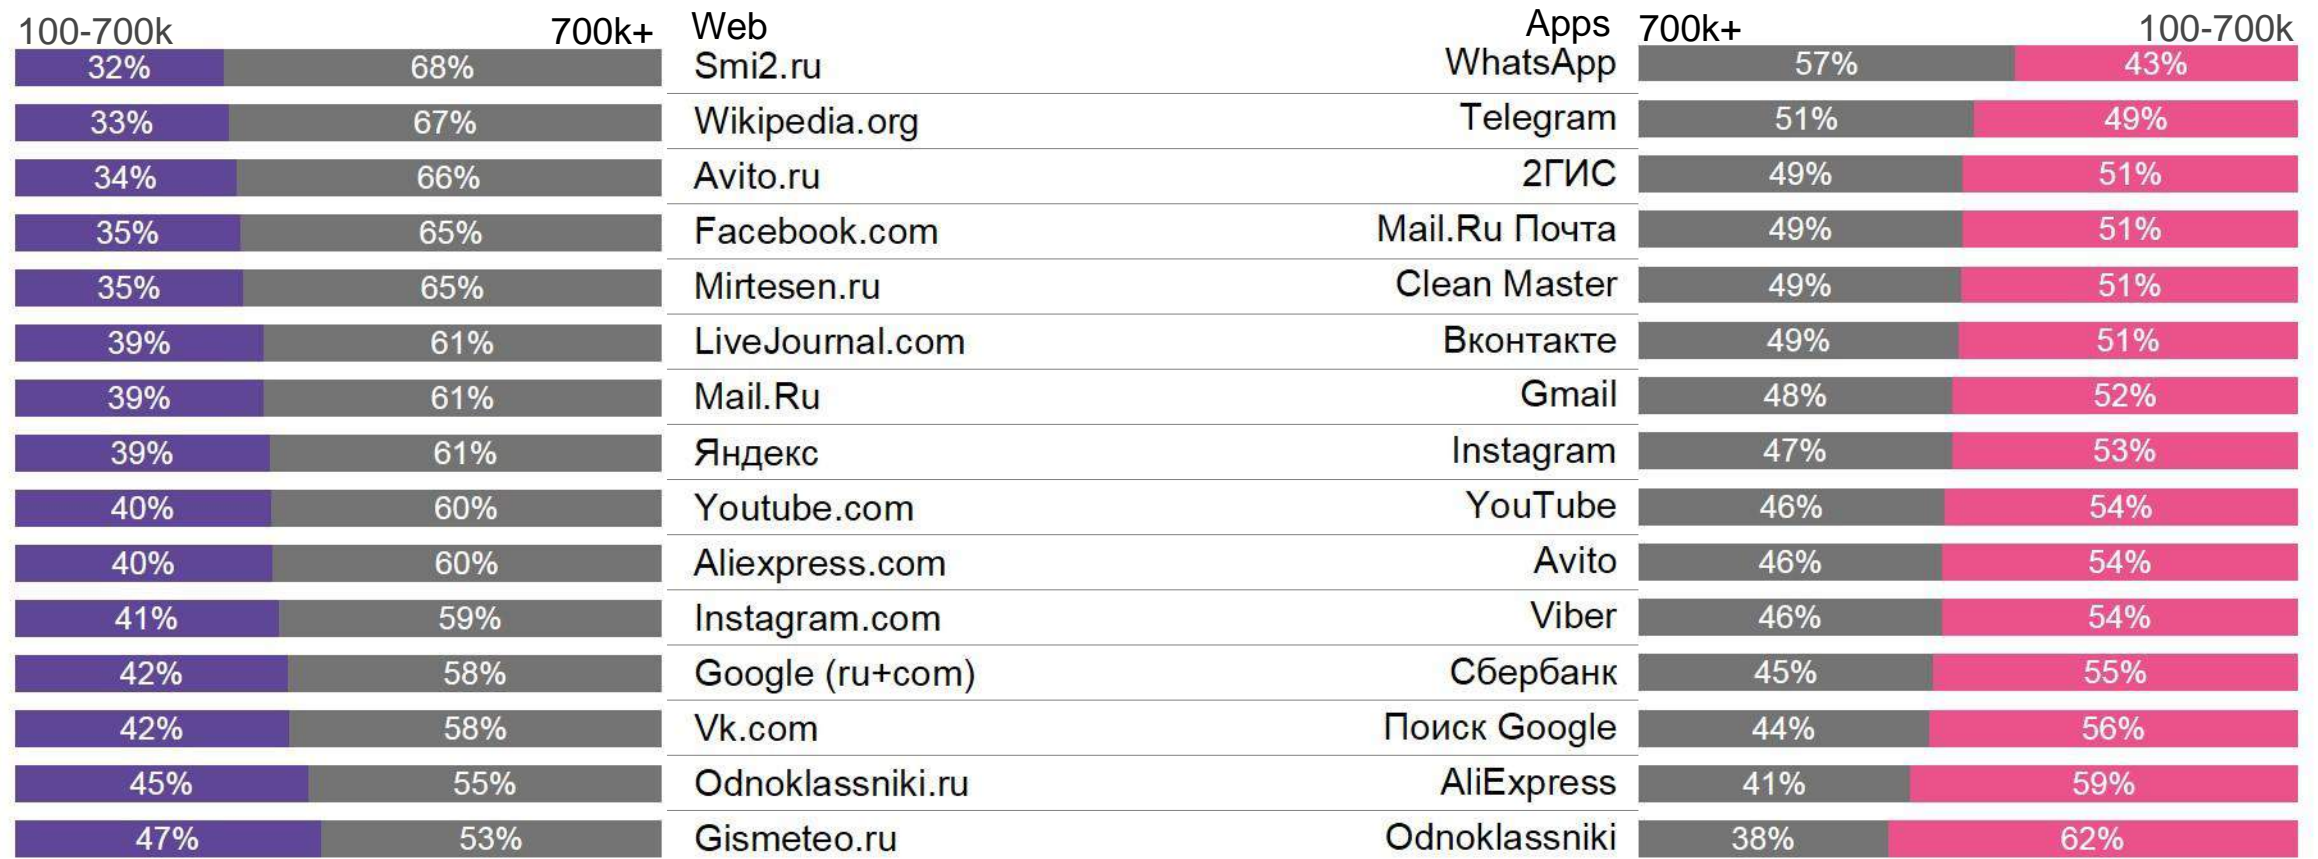 100-700k 700k+ Web Apps 700k+ 100-700k
32% 68% Smi2.ru WhatsApp 57% 43%
33% 67% Wikipedia.org Telegram 51% 49%
34% 66% Avito.ru 2ГИС 49% 51%
35% 65% Facebook.com Mail.Ru Почта 49% 51%
35% 65% Mirtesen.ru Clean Master 49% 51%
39% 61% LiveJournal.com Вконтакте 49% 51%
39% 61% Mail.Ru Gmail 48% 52%
39% 61% Яндекс Instagram 47% 53%
40% 60% Youtube.com YouTube 46% 54%
40% 60% Aliexpress.com Avito 46% 54%
41% 59% Instagram.com Viber 46% 54%
42% 58% Google (ru+com) Сбербанк 45% 55%
42% 58% Vk.com Поиск Google 44% 56%
45% 55% Odnoklassniki.ru AliExpress 41% 59%
47% 53% Gismeteo.ru Odnoklassniki 38% 62%